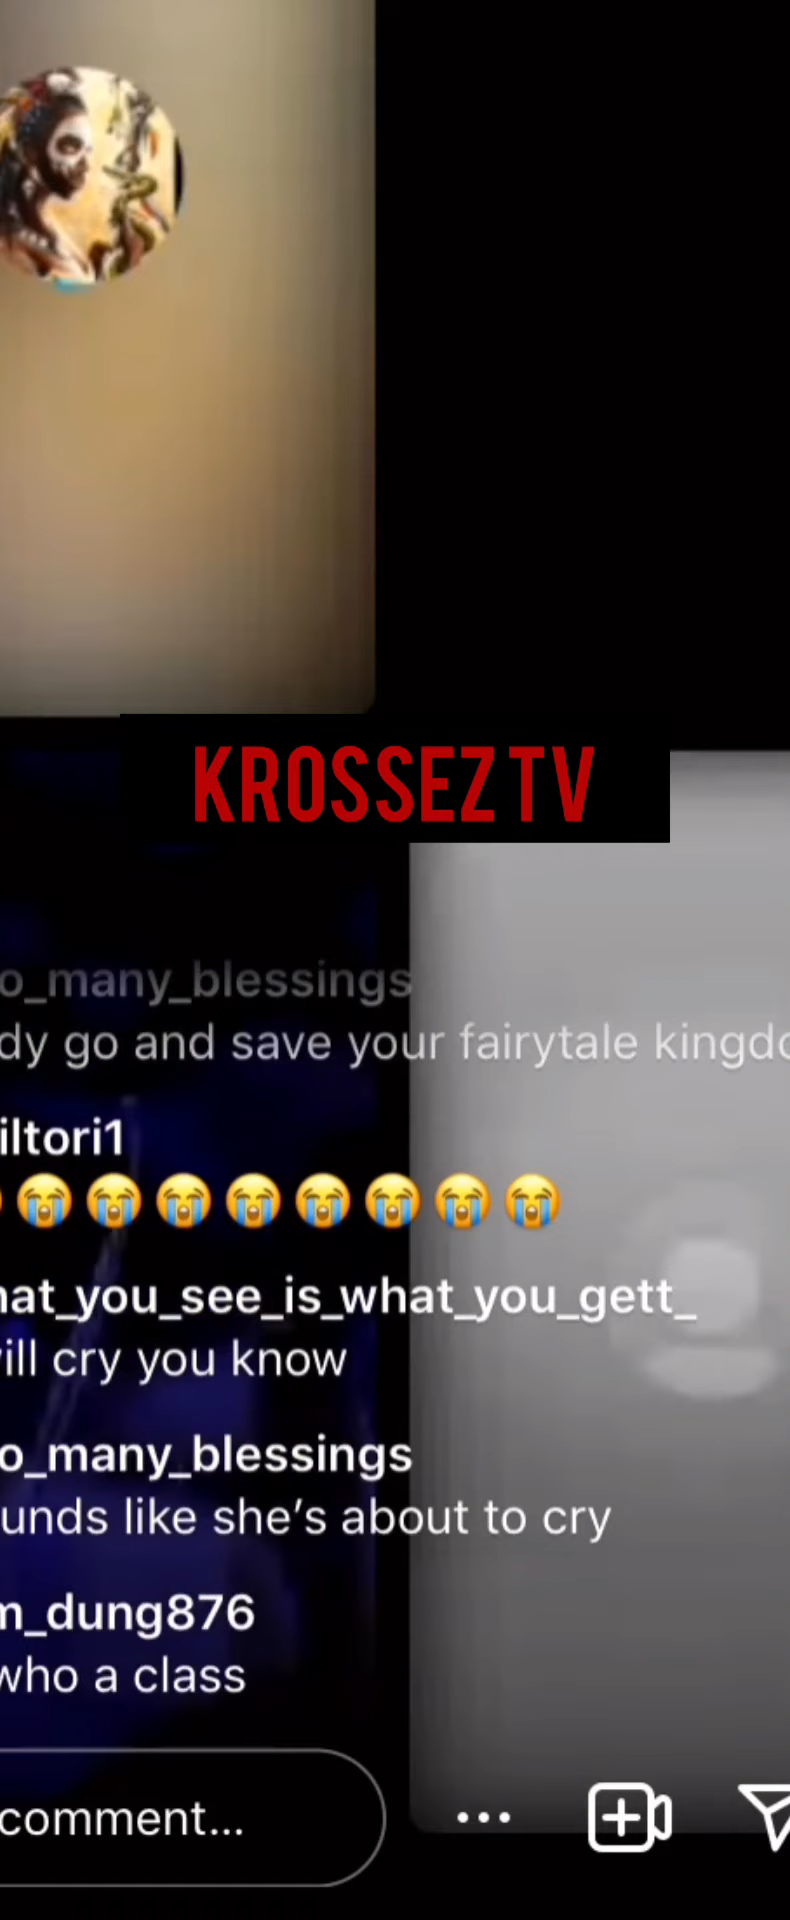 KROSSEZ TV
o_many_blessings
dy go and save your fairytale kingdo
iltori1
😭😭😭😭😭😭😭😭
hat_you_see_is_what_you_gett_
ill cry you know
o_many_blessings
unds like she's about to cry
m_dung876
who a class
comment...